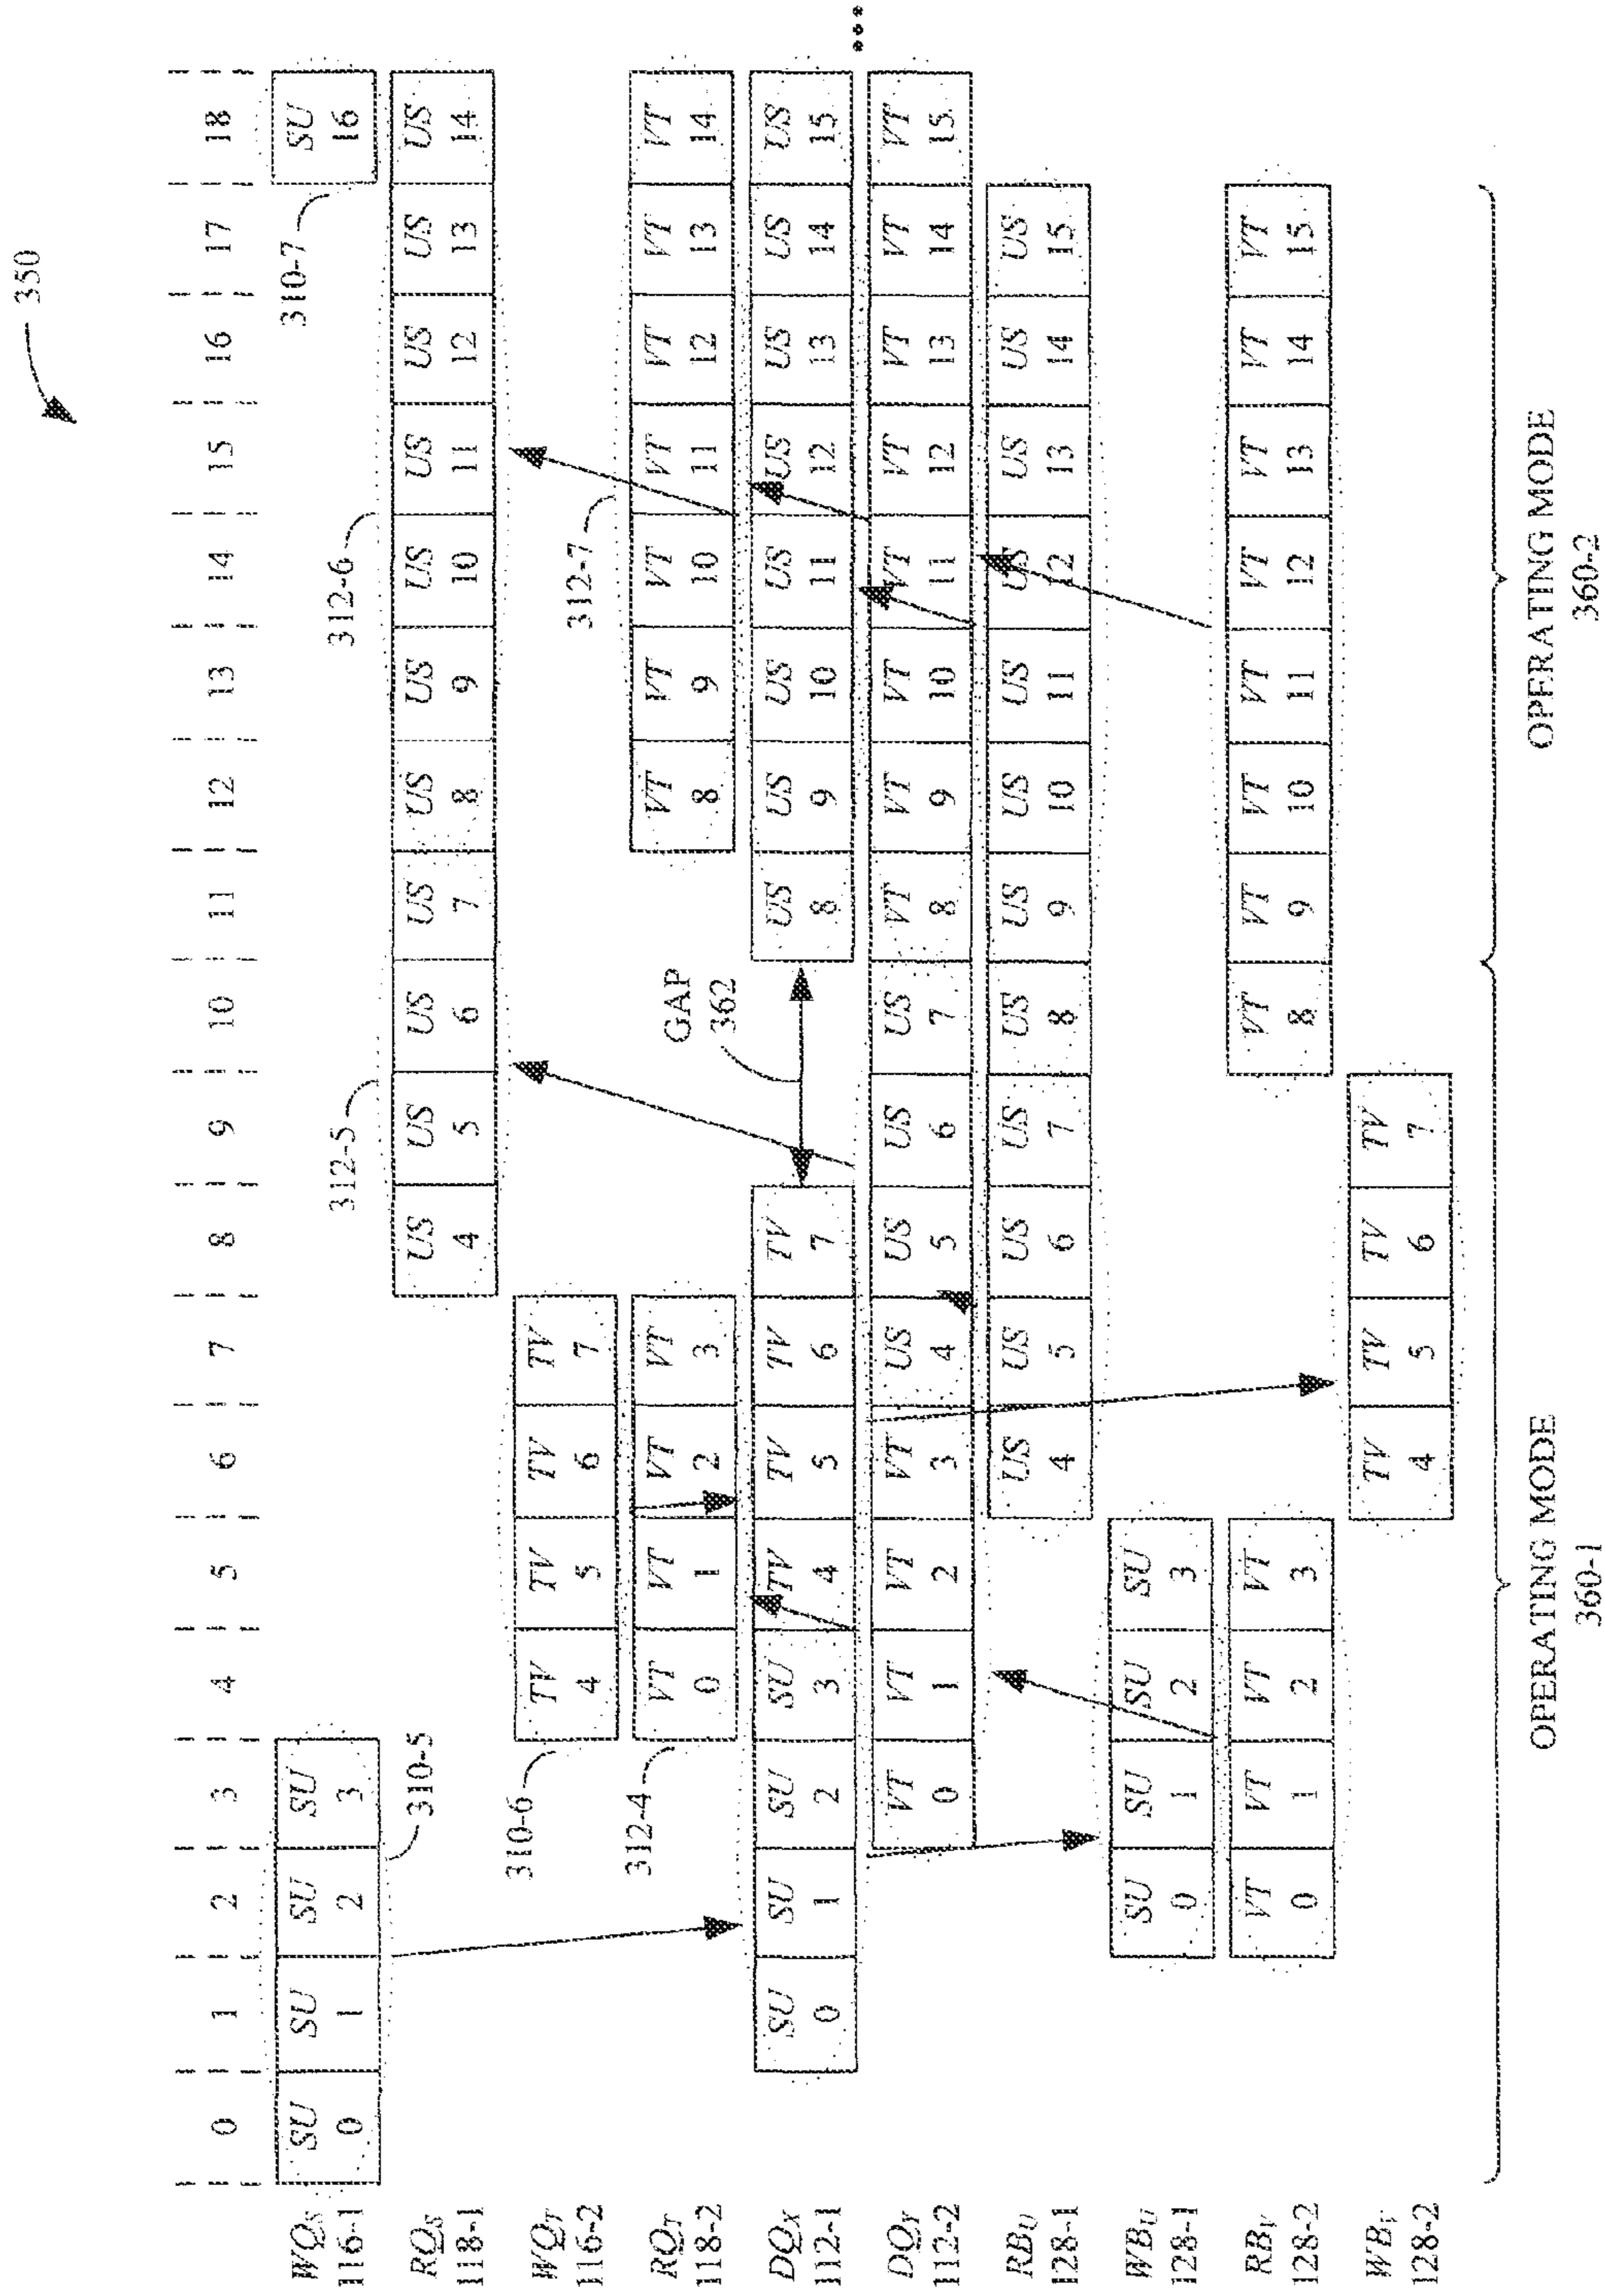 350
0 1 2 3 4 5 6 7 8 9 10 11 12 13 14 15 16 17 18
WQS SU SU SU SU SU
116-1 0 1 2 3 16
310-5 312-5 312-6 310-7
RQS US US US US US US US US US US US
118-1 4 5 6 7 8 9 10 11 12 13 14
310-6
WQT TV TV TV TV
116-2 4 5 6 7
312-4 312-7
RQT VT VT VT VT VT VT VT VT VT VT VT
118-2 0 1 2 3 8 9 10 11 12 13 14
GAP
362
DQX SU SU SU SU TV TV TV TV US US US US US US US US
112-1 0 1 2 3 4 5 6 7 8 9 10 11 12 13 14 15
DQY VT VT VT VT US US US US VT VT VT VT VT VT VT VT
112-2 0 1 2 3 4 5 6 7 8 9 10 11 12 13 14 15
•••
RBU US US US US US US US US US US US US
128-1 4 5 6 7 8 9 10 11 12 13 14 15
WBU SU SU SU SU
128-1 0 1 2 3
RBV VT VT VT VT VT VT VT VT VT VT VT VT
128-2 0 1 2 3 8 9 10 11 12 13 14 15
WBV TV TV TV TV
128-2 4 5 6 7
OPERATING MODE
360-1
OPERATING MODE
360-2